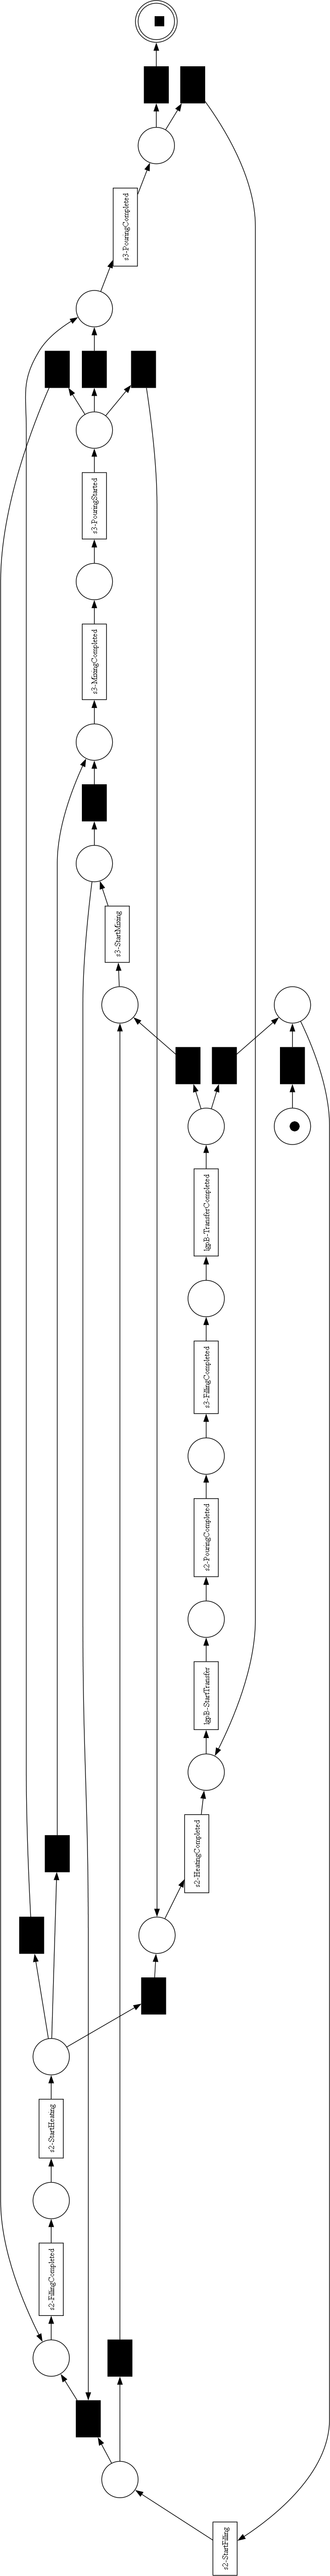 s3-PouringCompleted
s3-PouringStarted
s3-MixingCompleted
s3-StartMixing
lgpB-TransferCompleted
s3-FillingCompleted
s2-PouringCompleted
lgpB-StartTransfer
s2-HeatingCompleted
s2-StartHeating
s2-FillingCompleted
s2-StartFilling